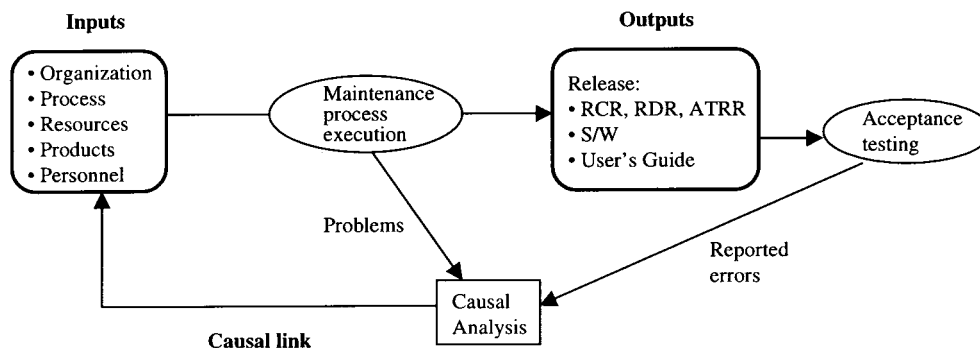 Inputs
• Organization
• Process
• Resources
• Products
• Personnel
Maintenance
process
execution
Outputs
Release:
• RCR, RDR, ATRR
• S/W
• User's Guide
Acceptance
testing
Problems
Reported
errors
Causal
Analysis
Causal link